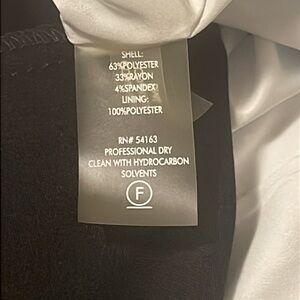 SHELL:
63%POLYESTER
33%RAYON
4%SPANDEX
LINING:
100%POLYESTER
RN# 54163
PROFESSIONAL DRY
CLEAN WITH HYDROCARBON
SOLVENTS
F